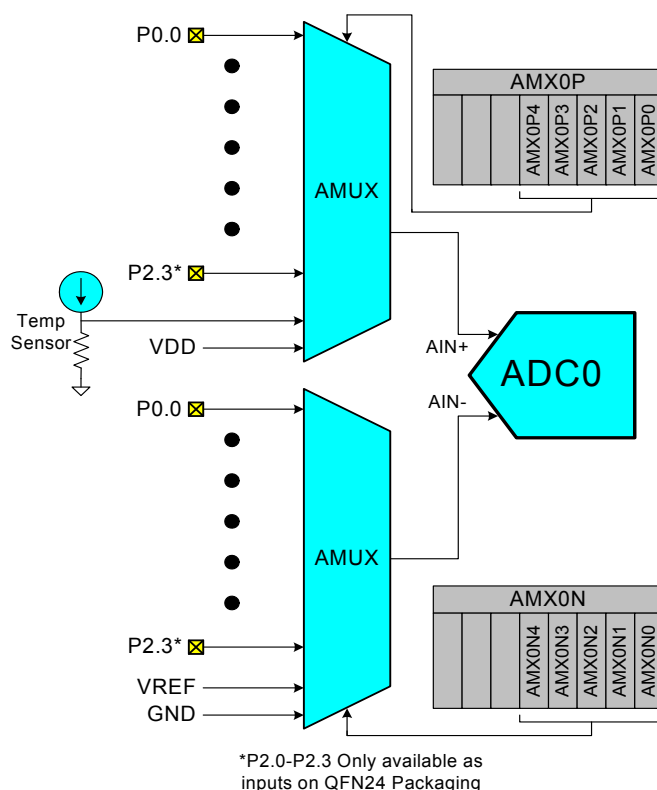 P0.0
AMX0P
AMX0P4
AMX0P3
AMX0P2
AMX0P1
AMX0P0
AMUX
P2.3*
Temp
Sensor
VDD
AIN+
ADC0
AIN-
P0.0
AMUX
AMX0N
AMX0N4
AMX0N3
AMX0N2
AMX0N1
AMX0N0
P2.3*
VREF
GND
*P2.0-P2.3 Only available as
inputs on QFN24 Packaging